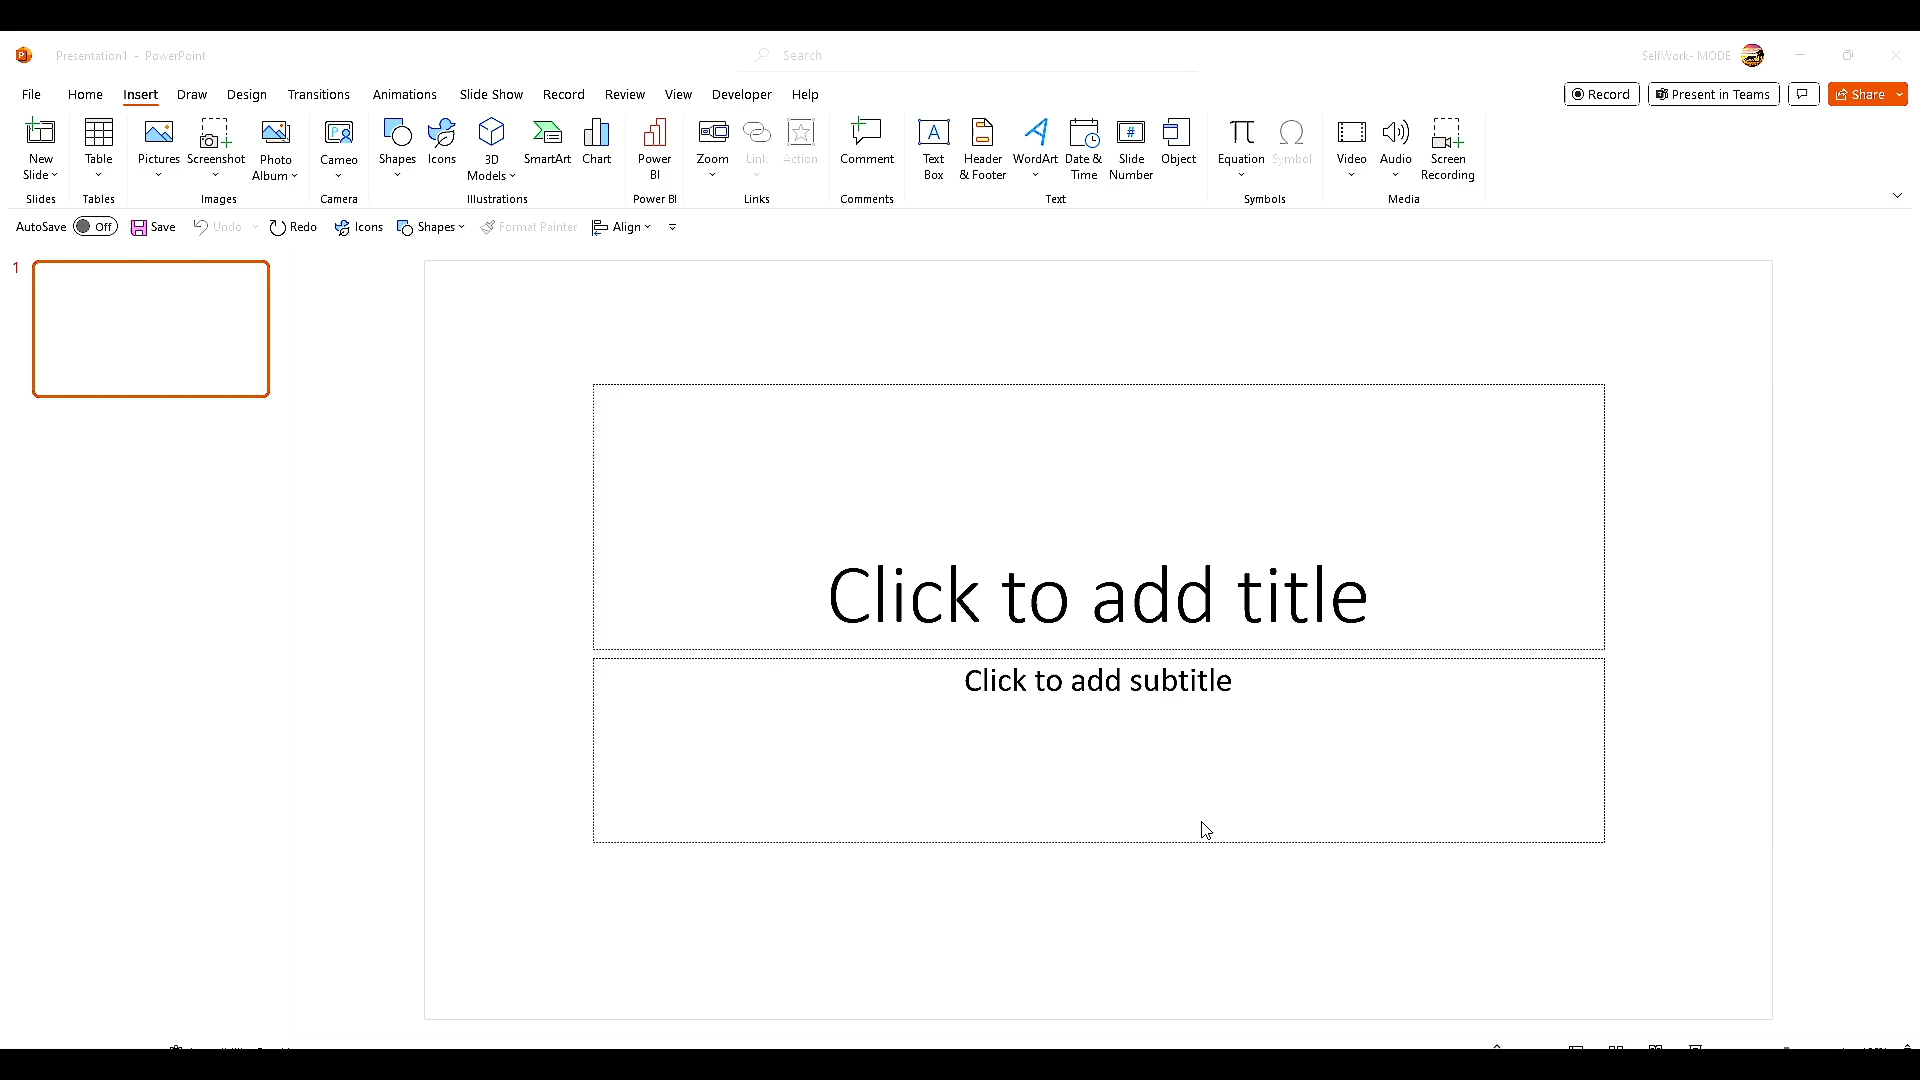 Presentation1 - PowerPoint
Search
SelfWork- MODE
File Home Insert Draw Design Transitions Animations Slide Show Record Review View Developer Help
Record Present in Teams Share
New Slide Table Pictures Screenshot Photo Album Cameo Shapes Icons 3D Models SmartArt Chart Power BI Zoom Link Action Comment Text Box Header & Footer WordArt Date & Time Slide Number Object Equation Symbol Video Audio Screen Recording
Slides Tables Images Camera Illustrations Power BI Links Comments Text Symbols Media
AutoSave Off Save Undo Redo Icons Shapes Format Painter Align
1
Click to add title
Click to add subtitle